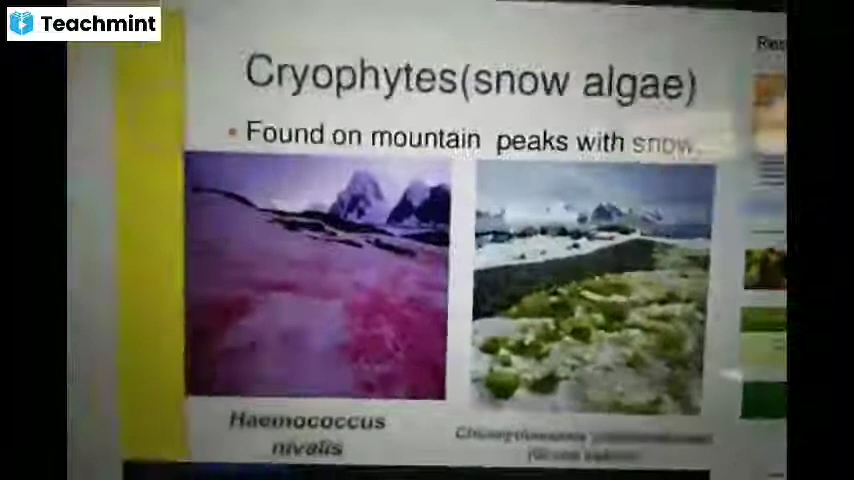 Teachmint
Cryophytes(snow algae)
• Found on mountain peaks with snow.
Haemococcus
nivalis